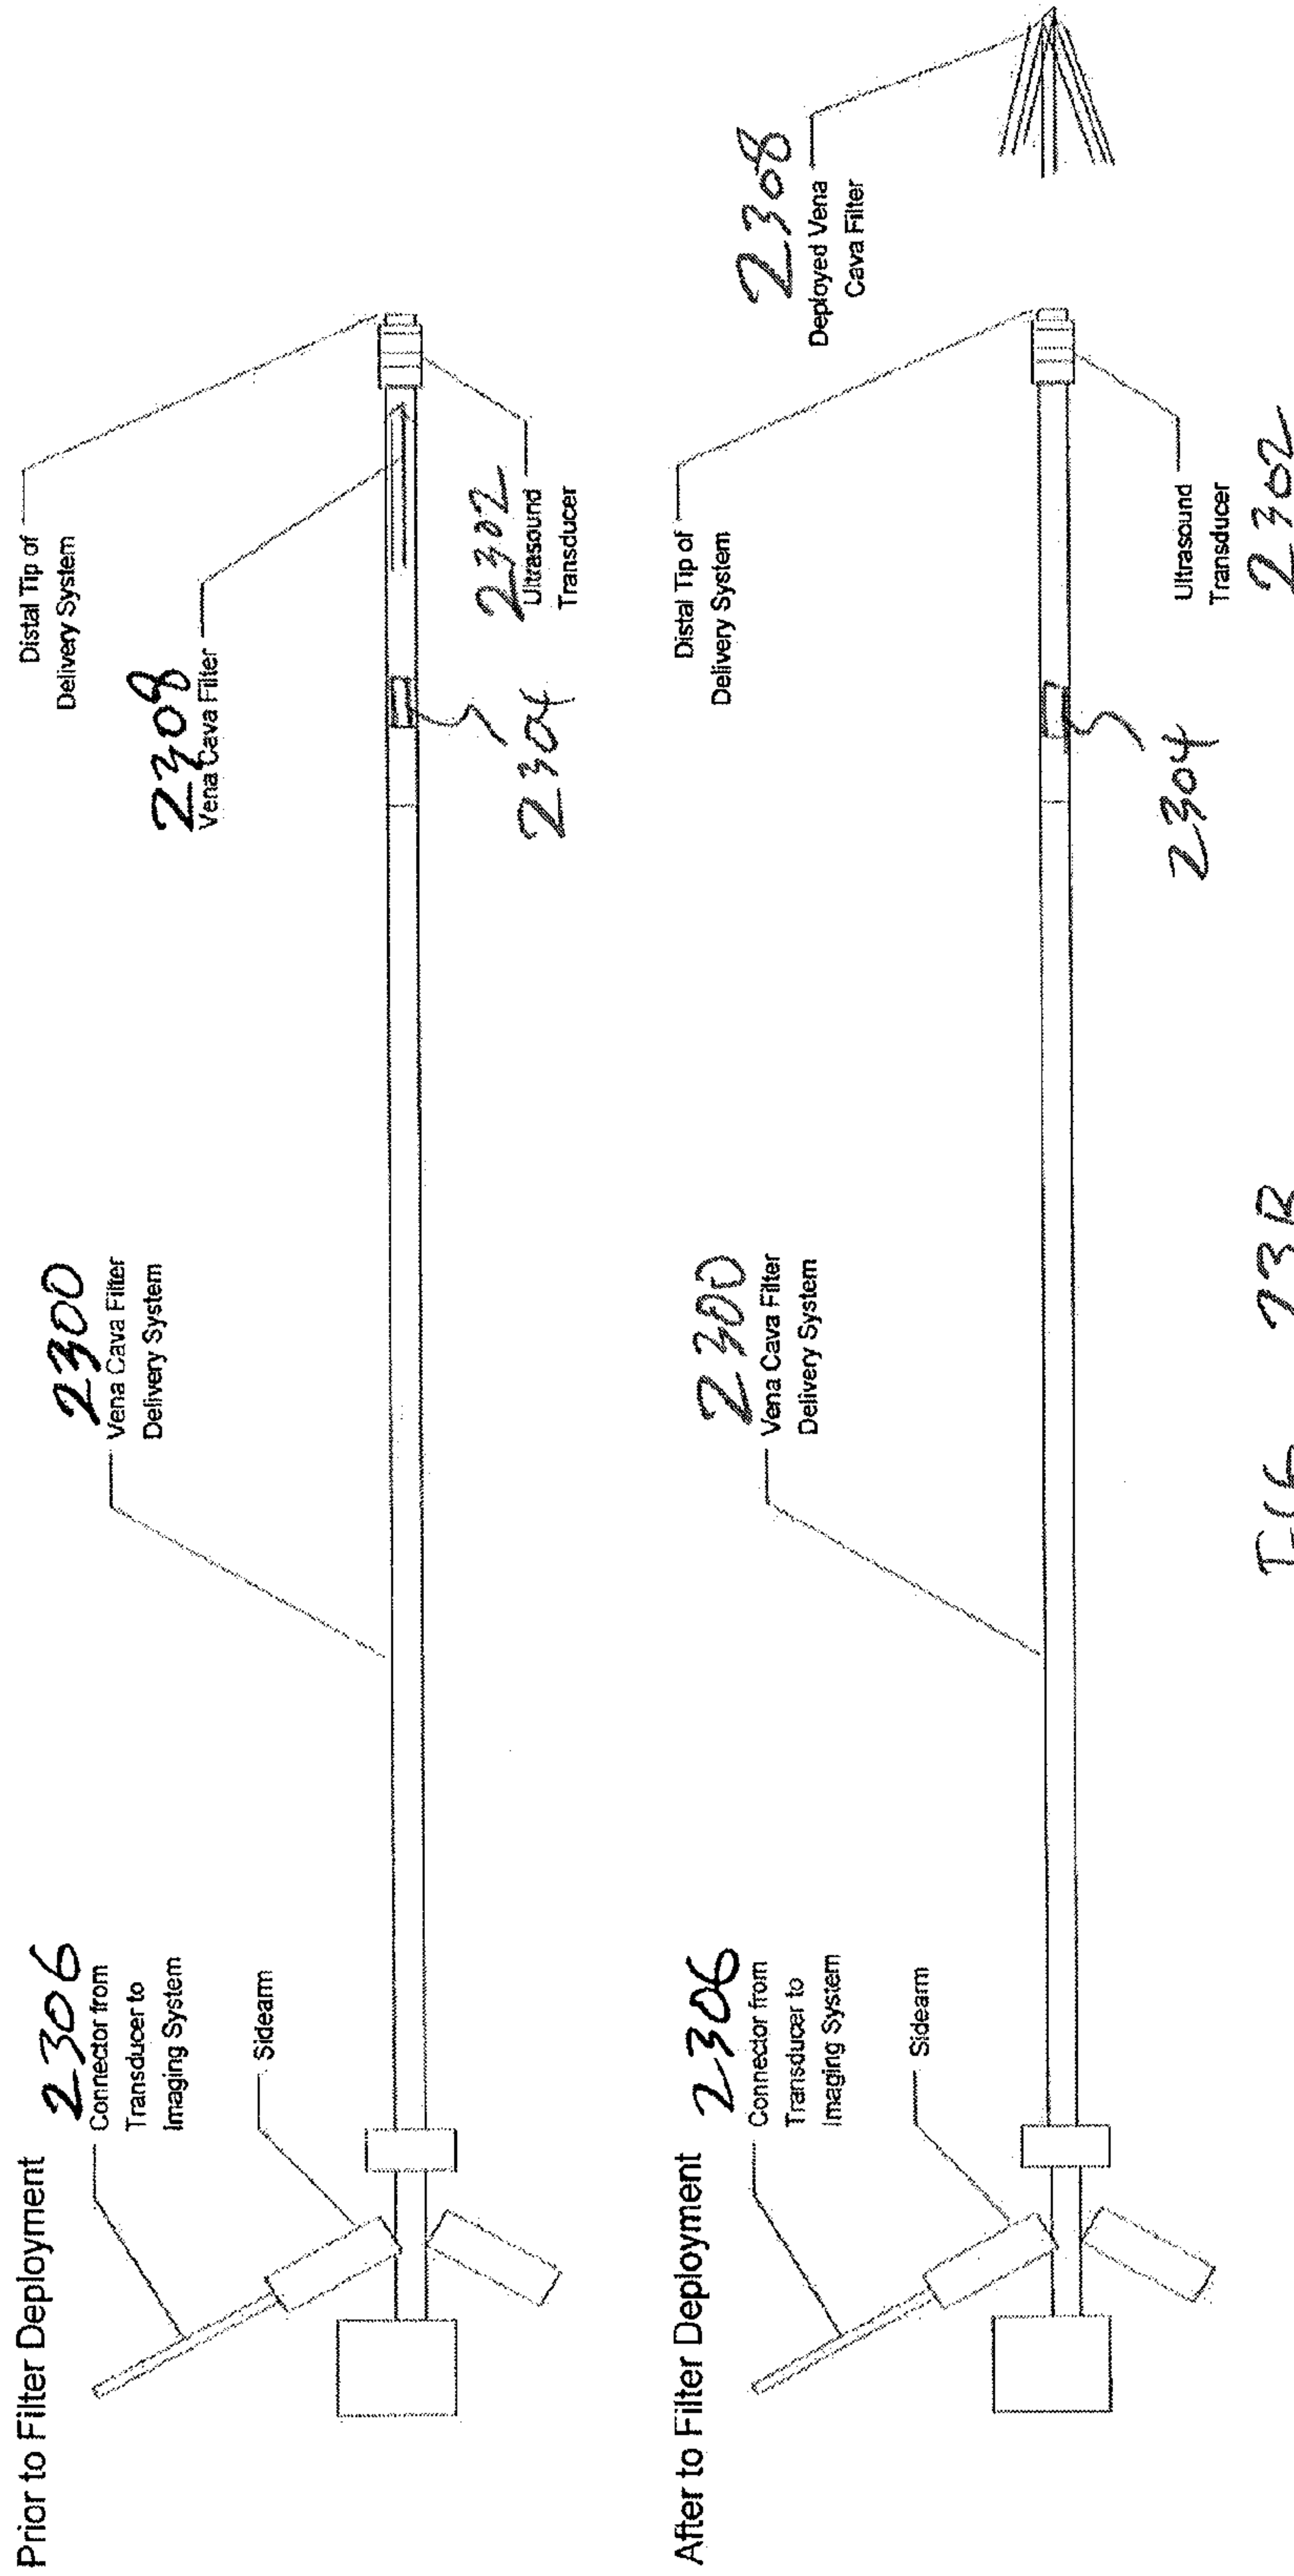 Prior to Filter Deployment
2306
Connector from
Transducer to
Imaging System
Sidearm
2300
Vena Cava Filter
Delivery System
2308
Vena Cava Filter
Distal Tip of
Delivery System
2304
2302
Ultrasound
Transducer
After to Filter Deployment
2306
Connector from
Transducer to
Imaging System
Sidearm
2300
Vena Cava Filter
Delivery System
Distal Tip of
Delivery System
2308
Deployed Vena
Cava Filter
2304
Ultrasound
Transducer
2302